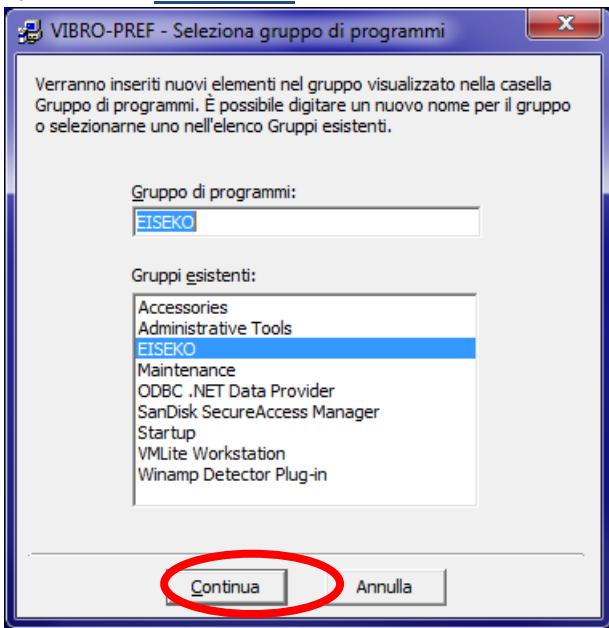 VIBRO-PREF - Seleziona gruppo di programmi
Verranno inseriti nuovi elementi nel gruppo visualizzato nella casella
Gruppo di programmi. È possibile digitare un nuovo nome per il gruppo
o selezionarne uno nell'elenco Gruppi esistenti.
Gruppo di programmi:
EISEKO
Gruppi esistenti:
Accessories
Administrative Tools
EISEKO
Maintenance
ODBC .NET Data Provider
SanDisk SecureAccess Manager
Startup
VMLite Workstation
Winamp Detector Plug-in
Continua
Annulla